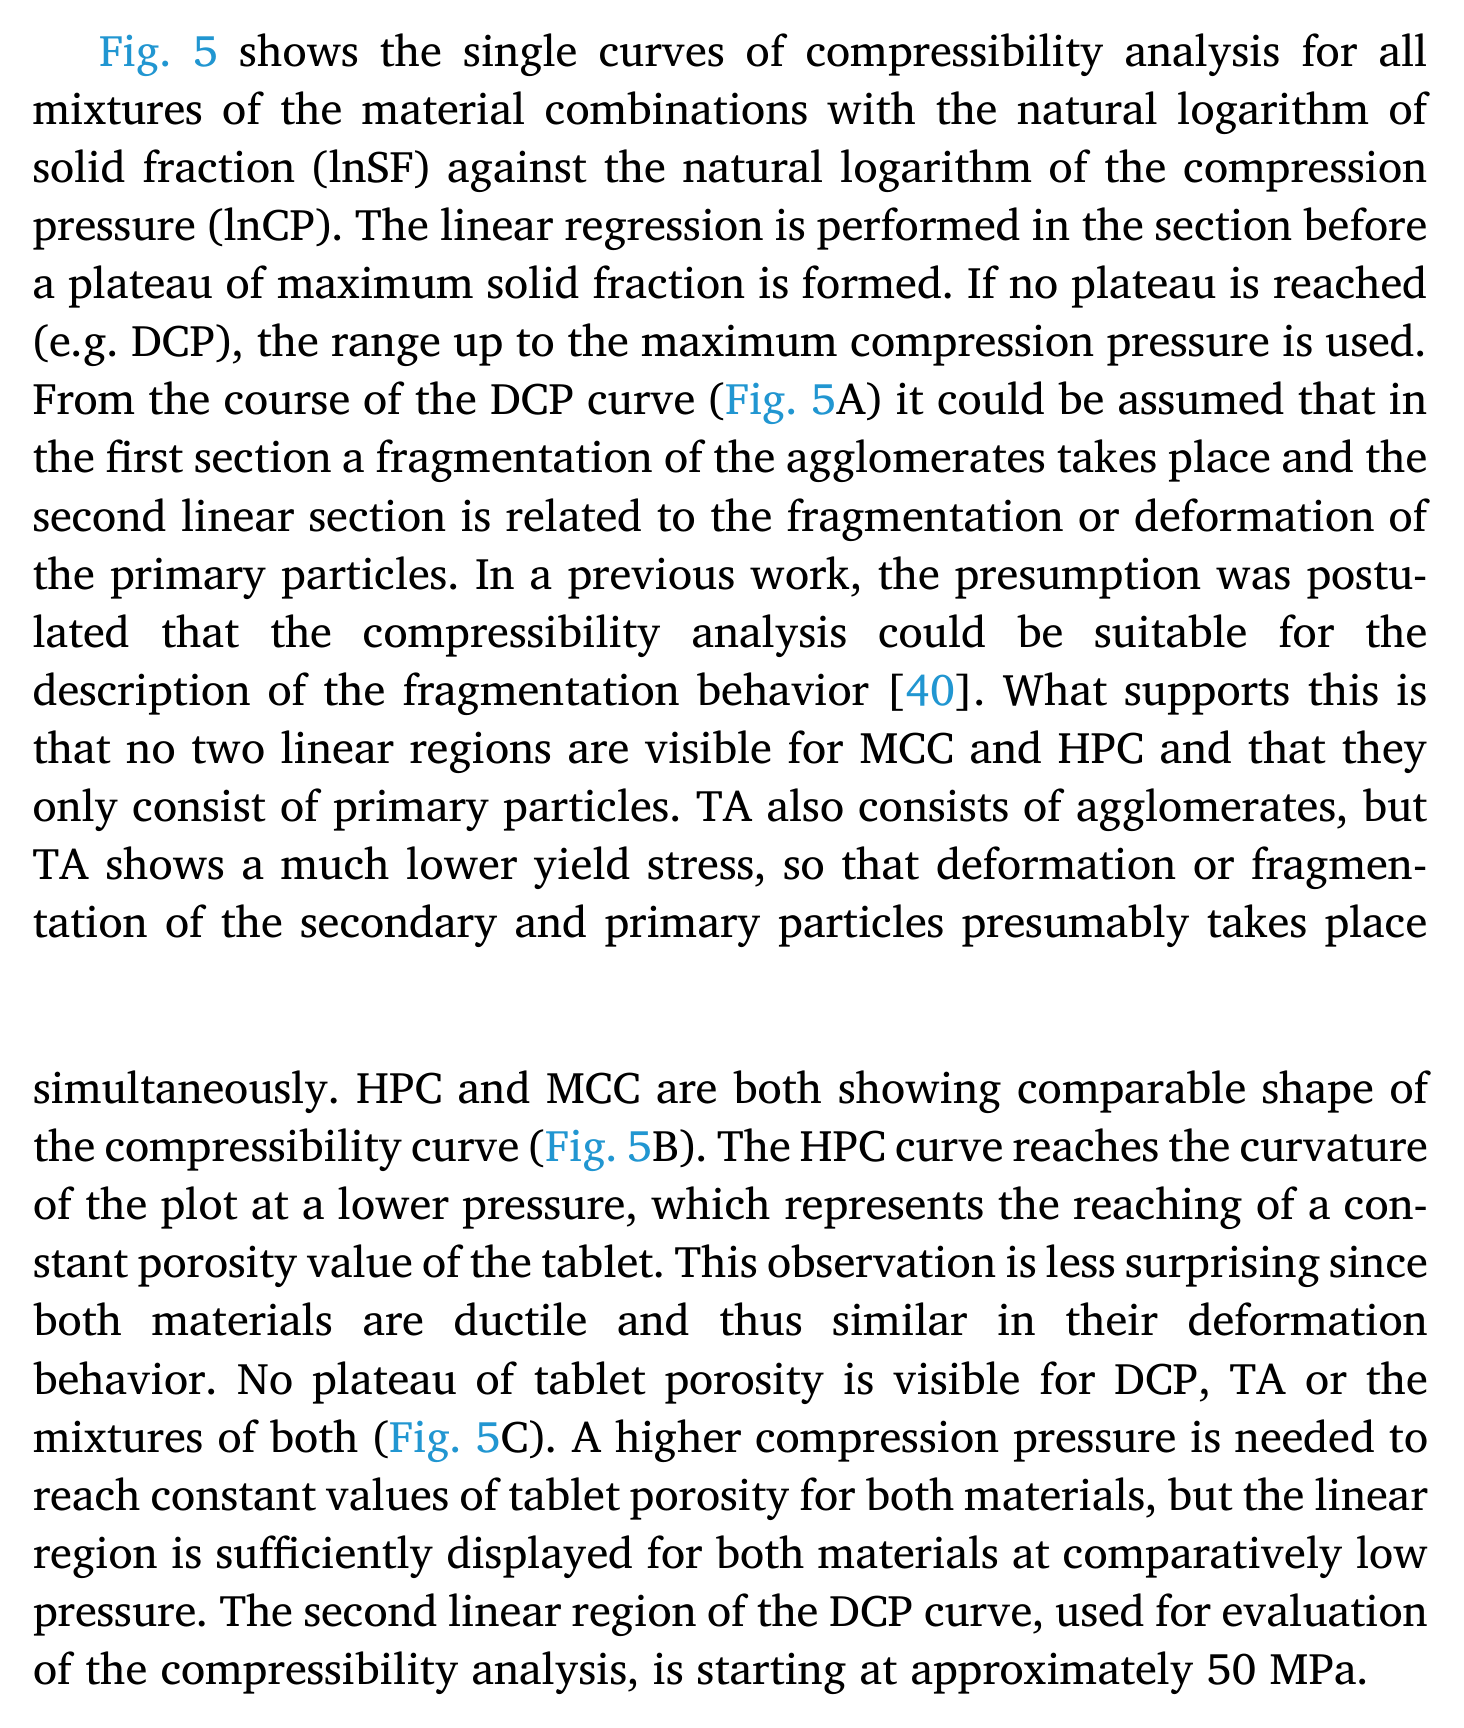 Fig. 5 shows the single curves of compressibility analysis for all
mixtures of the material combinations with the natural logarithm of
solid fraction (lnSF) against the natural logarithm of the compression
pressure (lnCP). The linear regression is performed in the section before
a plateau of maximum solid fraction is formed. If no plateau is reached
(e.g. DCP), the range up to the maximum compression pressure is used.
From the course of the DCP curve (Fig. 5A) it could be assumed that in
the first section a fragmentation of the agglomerates takes place and the
second linear section is related to the fragmentation or deformation of
the primary particles. In a previous work, the presumption was postu-
lated that the compressibility analysis could be suitable for the
description of the fragmentation behavior [40]. What supports this is
that no two linear regions are visible for MCC and HPC and that they
only consist of primary particles. TA also consists of agglomerates, but
TA shows a much lower yield stress, so that deformation or fragmen-
tation of the secondary and primary particles presumably takes place
simultaneously. HPC and MCC are both showing comparable shape of
the compressibility curve (Fig. 5B). The HPC curve reaches the curvature
of the plot at a lower pressure, which represents the reaching of a con-
stant porosity value of the tablet. This observation is less surprising since
both materials are ductile and thus similar in their deformation
behavior. No plateau of tablet porosity is visible for DCP, TA or the
mixtures of both (Fig. 5C). A higher compression pressure is needed to
reach constant values of tablet porosity for both materials, but the linear
region is sufficiently displayed for both materials at comparatively low
pressure. The second linear region of the DCP curve, used for evaluation
of the compressibility analysis, is starting at approximately 50 MPa.